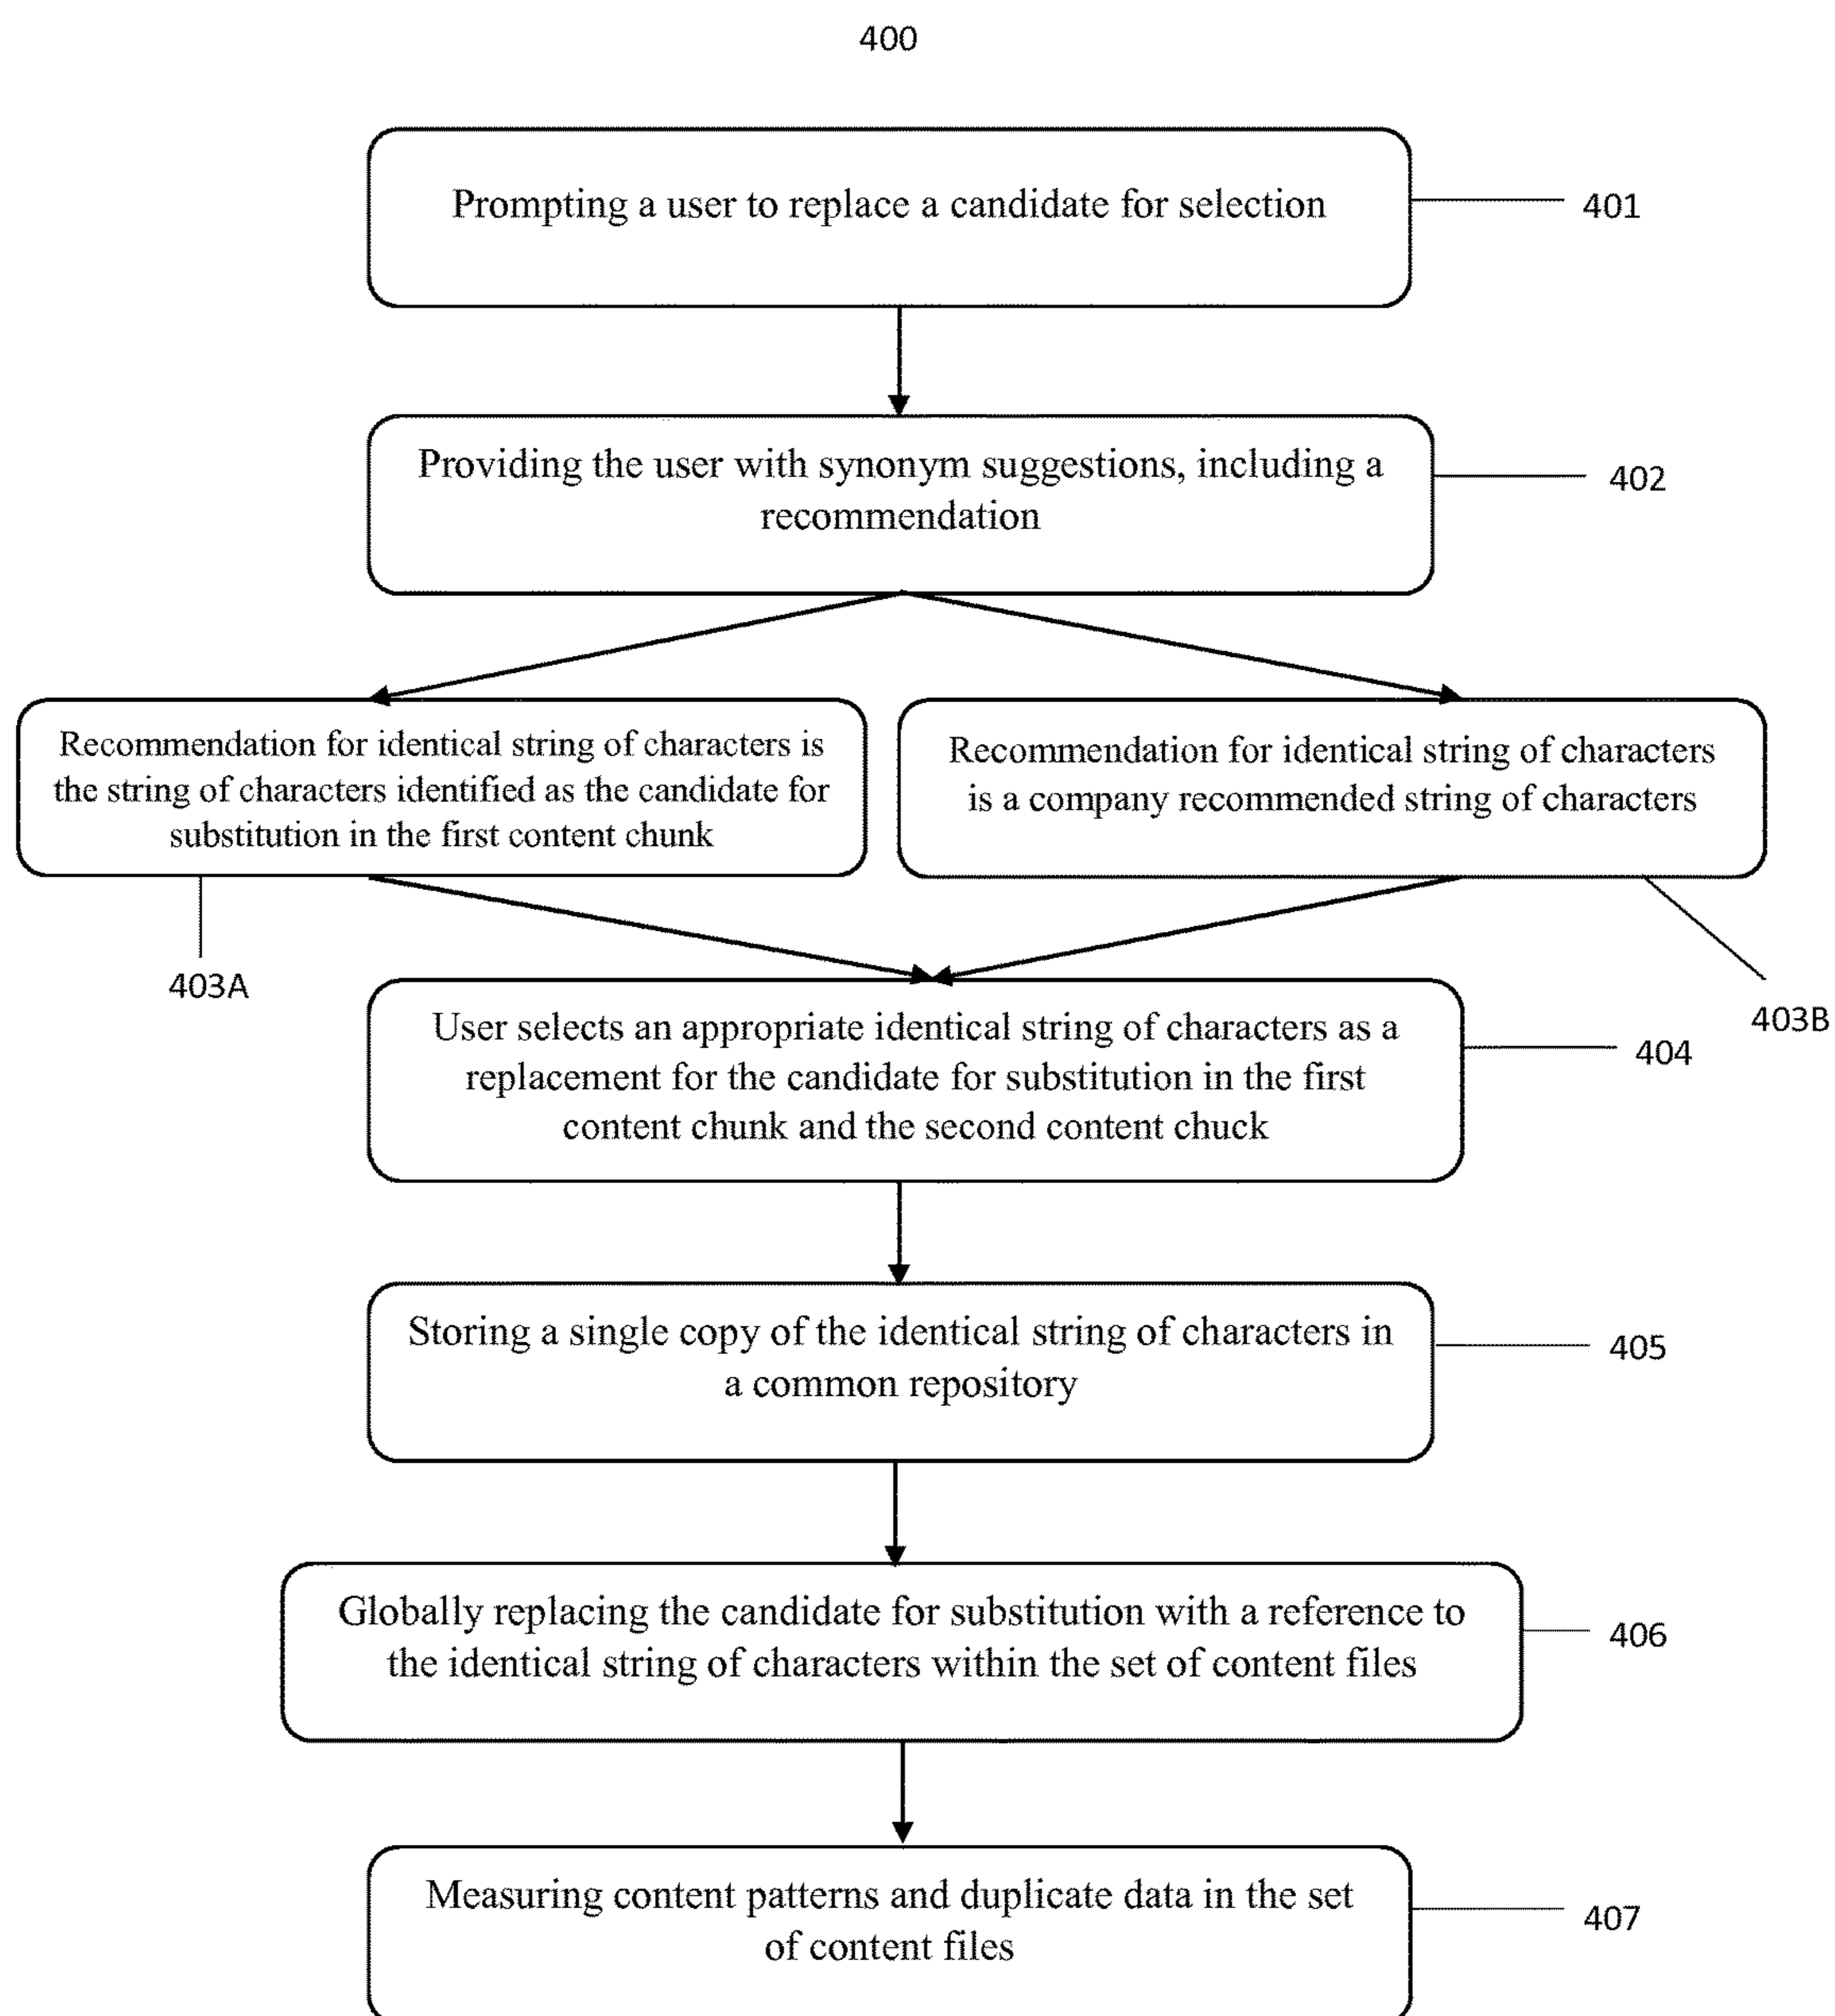 400
Prompting a user to replace a candidate for selection
401
Providing the user with synonym suggestions, including a
recommendation
402
Recommendation for identical string of characters is
the string of characters identified as the candidate for
substitution in the first content chunk
403A
Recommendation for identical string of characters
is a company recommended string of characters
403B
User selects an appropriate identical string of characters as a
replacement for the candidate for substitution in the first
content chunk and the second content chuck
404
Storing a single copy of the identical string of characters in
a common repository
405
Globally replacing the candidate for substitution with a reference to
the identical string of characters within the set of content files
406
Measuring content patterns and duplicate data in the set
of content files
407